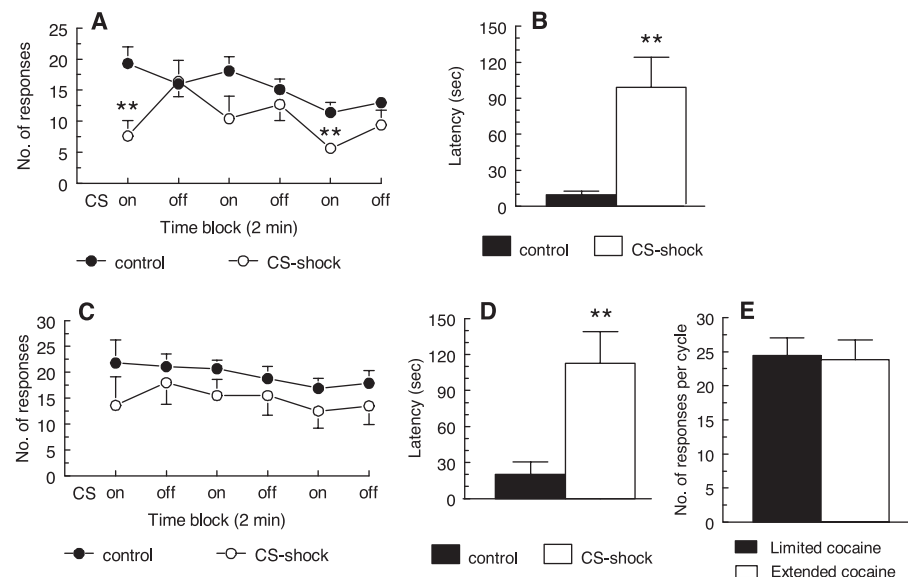 A
No. of responses
25
20
15
10
5
0
**
**
CS on off on off on off
Time block (2 min)
control CS-shock
B
Latency (sec)
150
120
90
60
30
0
**
control CS-shock
C
No. of responses
30
25
20
15
10
5
0
CS on off on off on off
Time block (2 min)
control CS-shock
D
Latency (sec)
150
120
90
60
30
0
**
control CS-shock
E
No. of responses per cycle
30
25
20
15
10
5
0
Limited cocaine
Extended cocaine